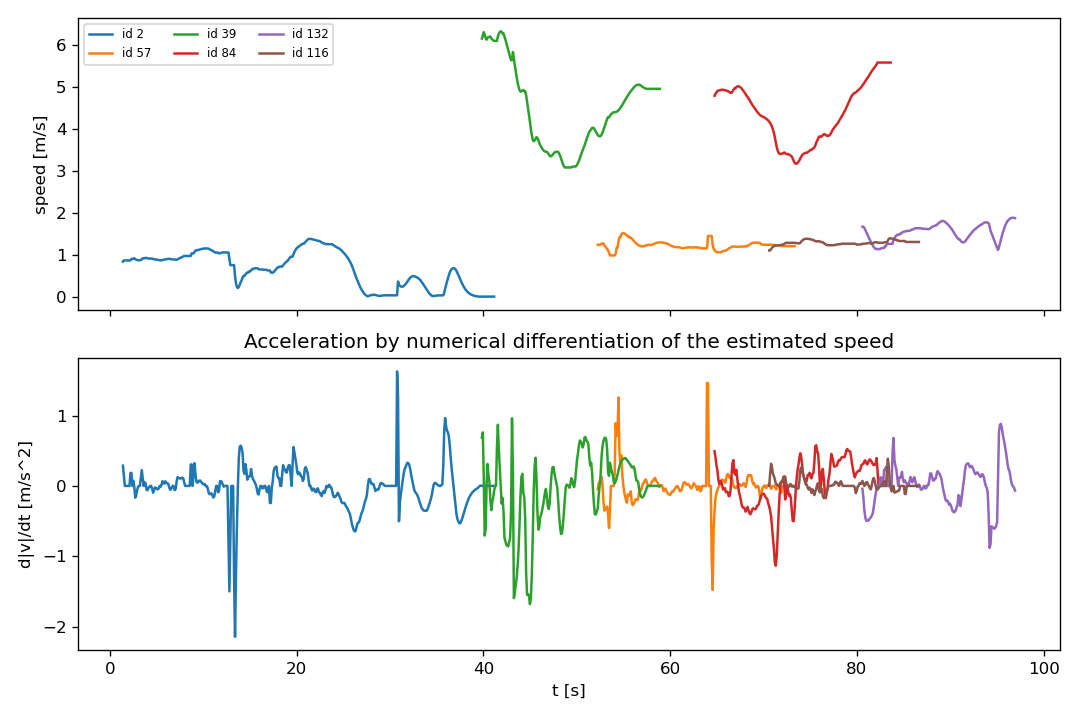 speed [m/s]
6
5
4
3
2
1
0
id 2 id 39 id 132
id 57 id 84 id 116
Acceleration by numerical differentiation of the estimated speed
d|v|/dt [m/s^2]
1
0
−1
−2
0 20 40 60 80 100
t [s]